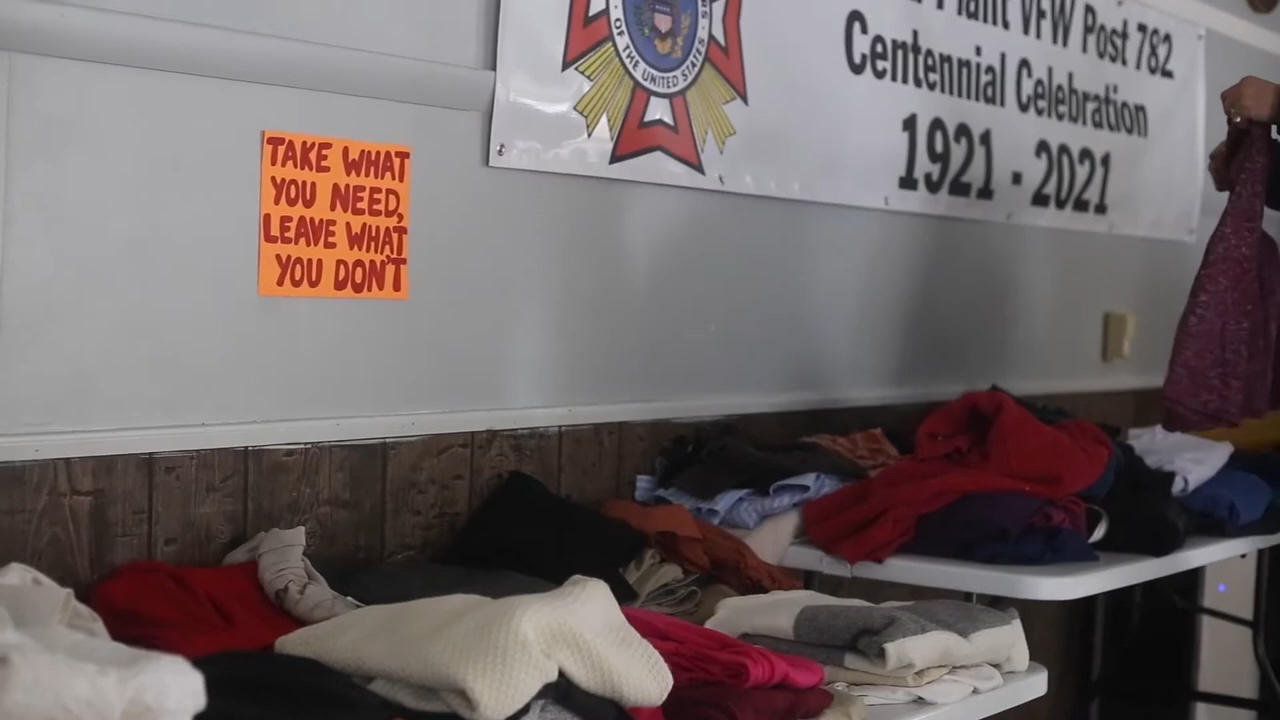 TAKE WHAT
YOU NEED,
LEAVE WHAT
YOU DON'T
OF THE UNITED STATES
Plant VFW Post 782
Centennial Celebration
1921 - 2021